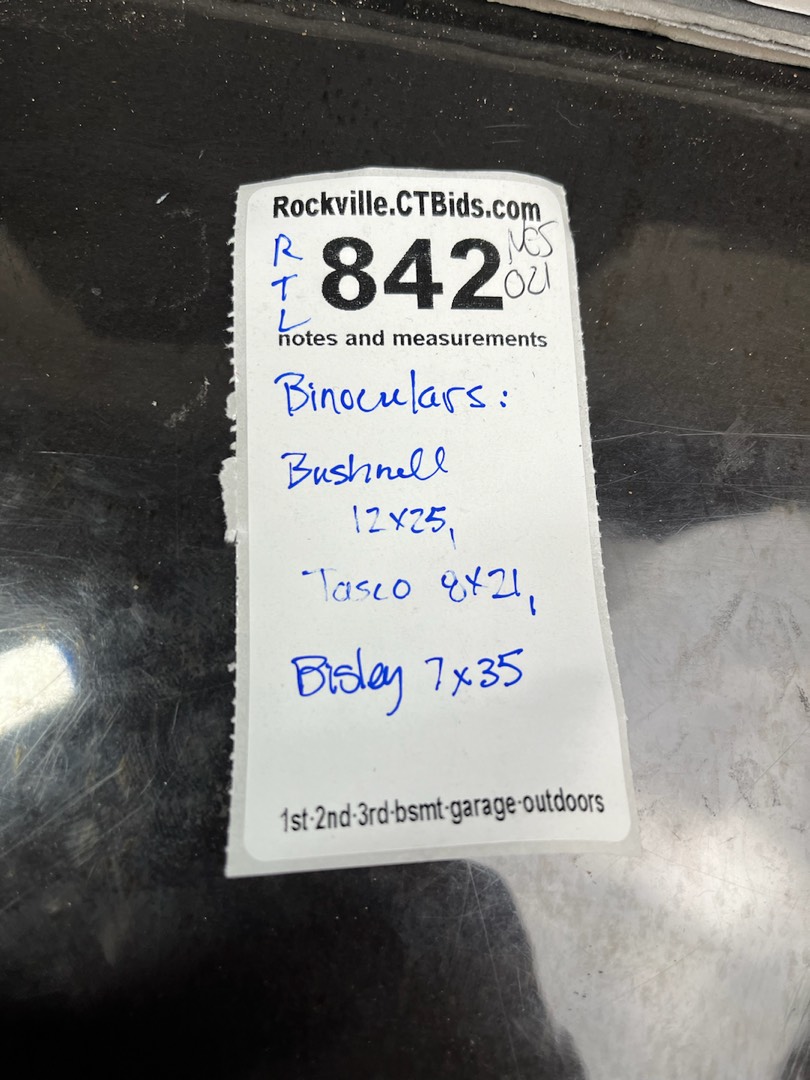 Rockville.CTBids.com
R
T
L
842
NES
021
notes and measurements
Binoculars:
Bushnell
12x25,
Tasco 8x21,
Bisley 7x35
1st-2nd-3rd-bsmt-garage-outdoors